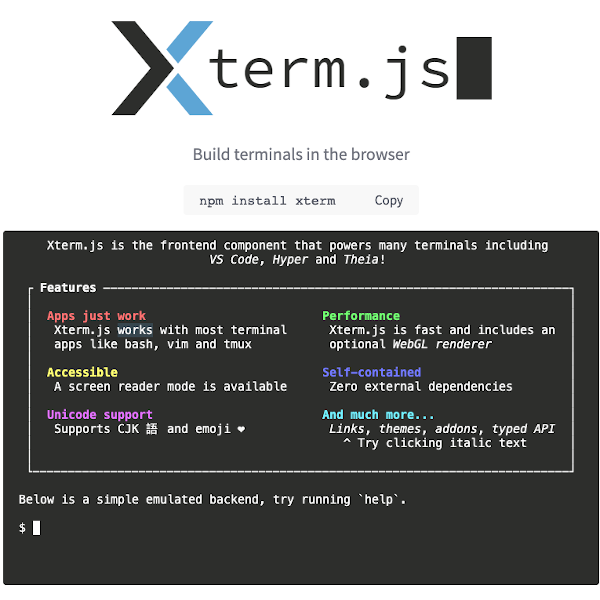 Xterm.js
Build terminals in the browser
npm install xterm Copy
Xterm.js is the frontend component that powers many terminals including
VS Code, Hyper and Theia!
Features
Apps just work
Xterm.js works with most terminal
apps like bash, vim and tmux
Performance
Xterm.js is fast and includes an
optional WebGL renderer
Accessible
A screen reader mode is available
Self-contained
Zero external dependencies
Unicode support
Supports CJK 語 and emoji ❤
And much more...
Links, themes, addons, typed API
^ Try clicking italic text
Below is a simple emulated backend, try running `help`.
$